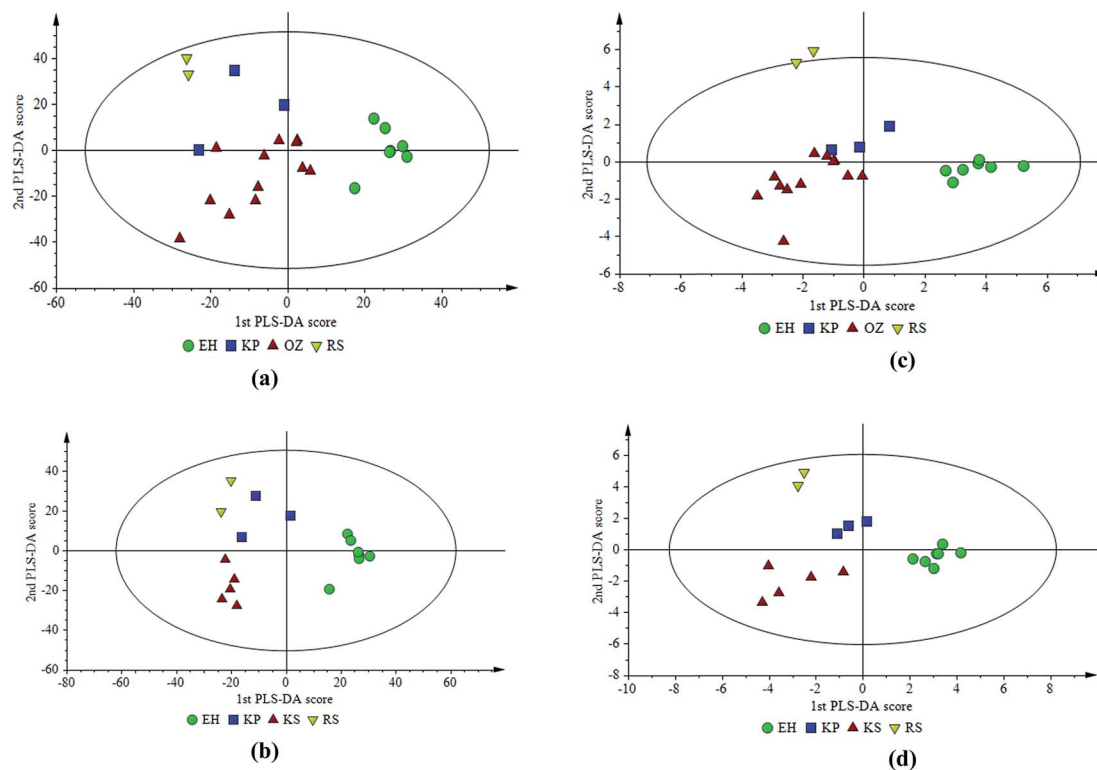 40
20
0
-20
-40
-60
2nd PLS-DA score
-60 -40 -20 0 20 40
1st PLS-DA score
EH KP OZ RS
(a)
8
6
4
2
0
-2
-4
-6
2nd PLS-DA score
-8 -6 -4 -2 0 2 4 6
1st PLS-DA score
EH KP OZ RS
(c)
40
20
0
-20
-40
-60
2nd PLS-DA score
-80 -60 -40 -20 0 20 40 60
1st PLS-DA score
EH KP KS RS
(b)
6
4
2
0
-2
-4
-6
-8
2nd PLS-DA score
-10 -8 -6 -4 -2 0 2 4 6 8
1st PLS-DA score
EH KP KS RS
(d)